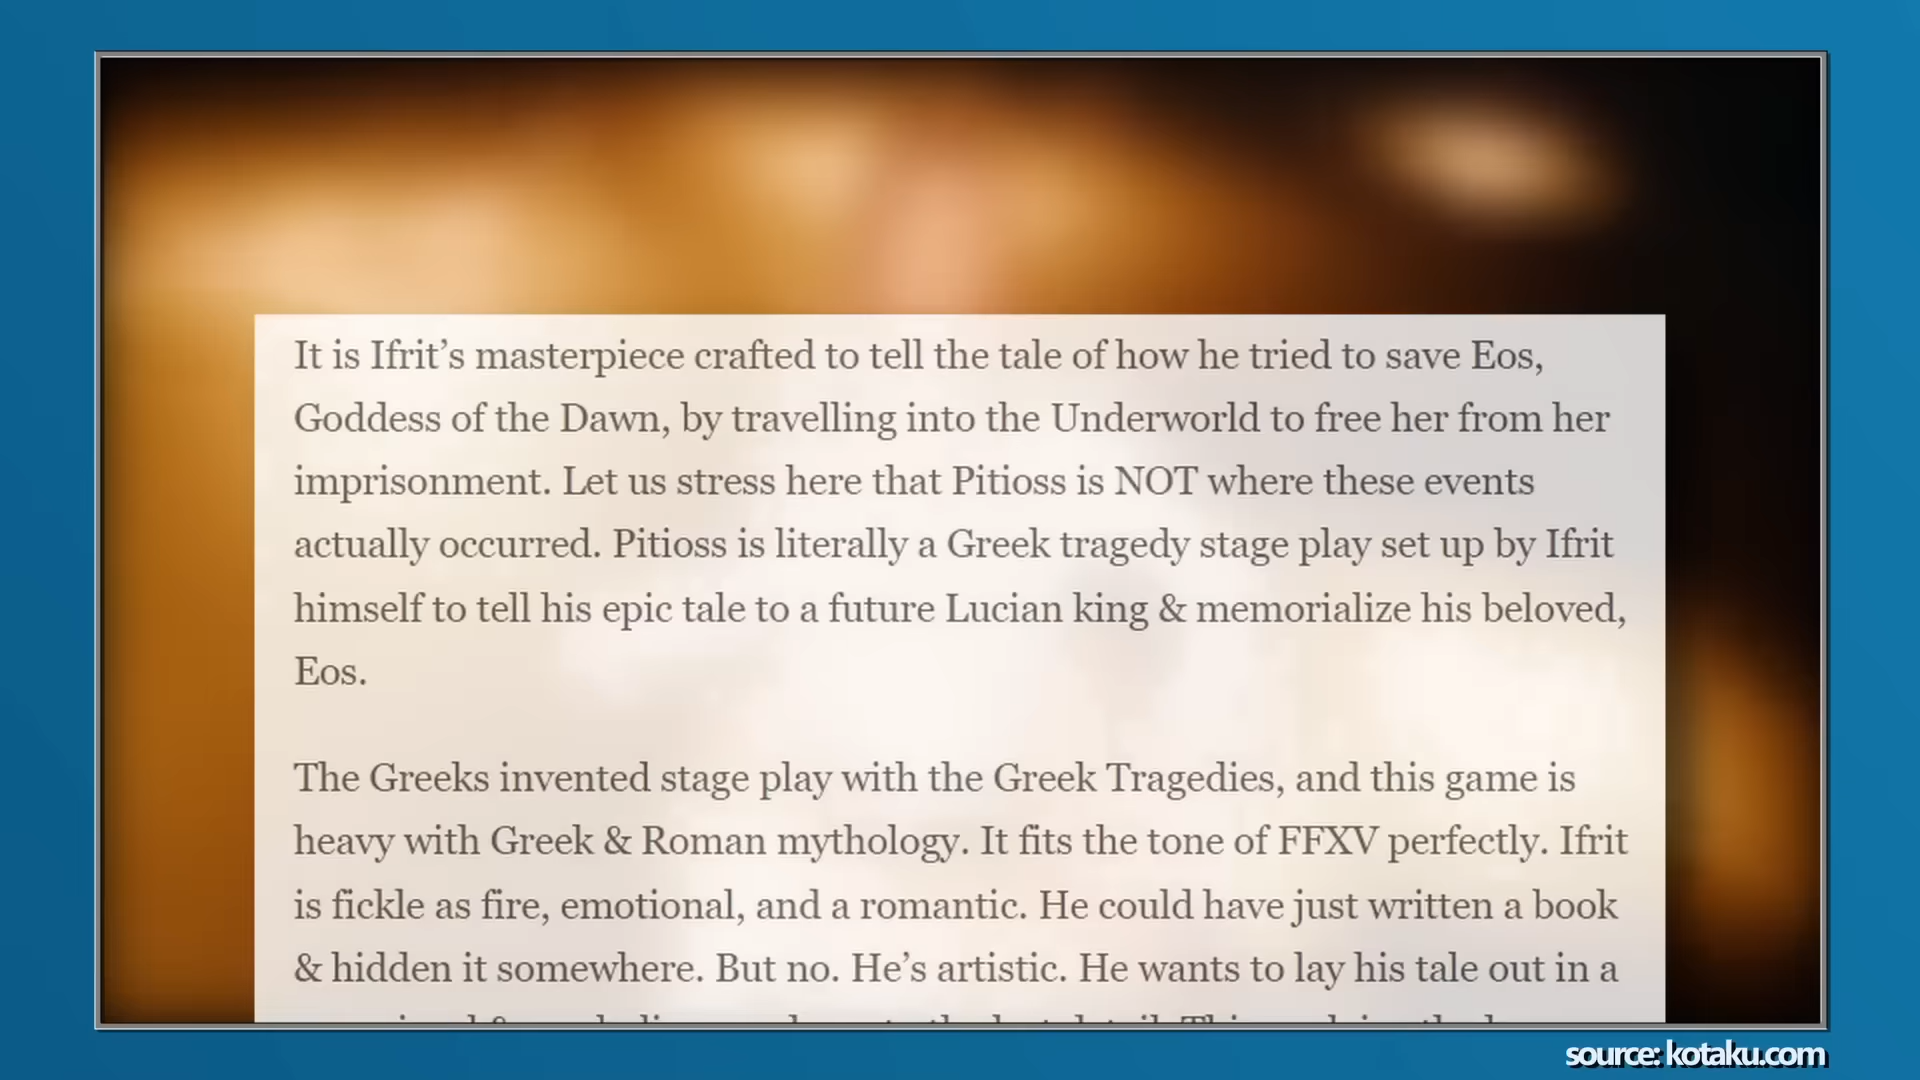 It is Ifrit’s masterpiece crafted to tell the tale of how he tried to save Eos,
Goddess of the Dawn, by travelling into the Underworld to free her from her
imprisonment. Let us stress here that Pitioss is NOT where these events
actually occurred. Pitioss is literally a Greek tragedy stage play set up by Ifrit
himself to tell his epic tale to a future Lucian king & memorialize his beloved,
Eos.
The Greeks invented stage play with the Greek Tragedies, and this game is
heavy with Greek & Roman mythology. It fits the tone of FFXV perfectly. Ifrit
is fickle as fire, emotional, and a romantic. He could have just written a book
& hidden it somewhere. But no. He’s artistic. He wants to lay his tale out in a
source: kotaku.com